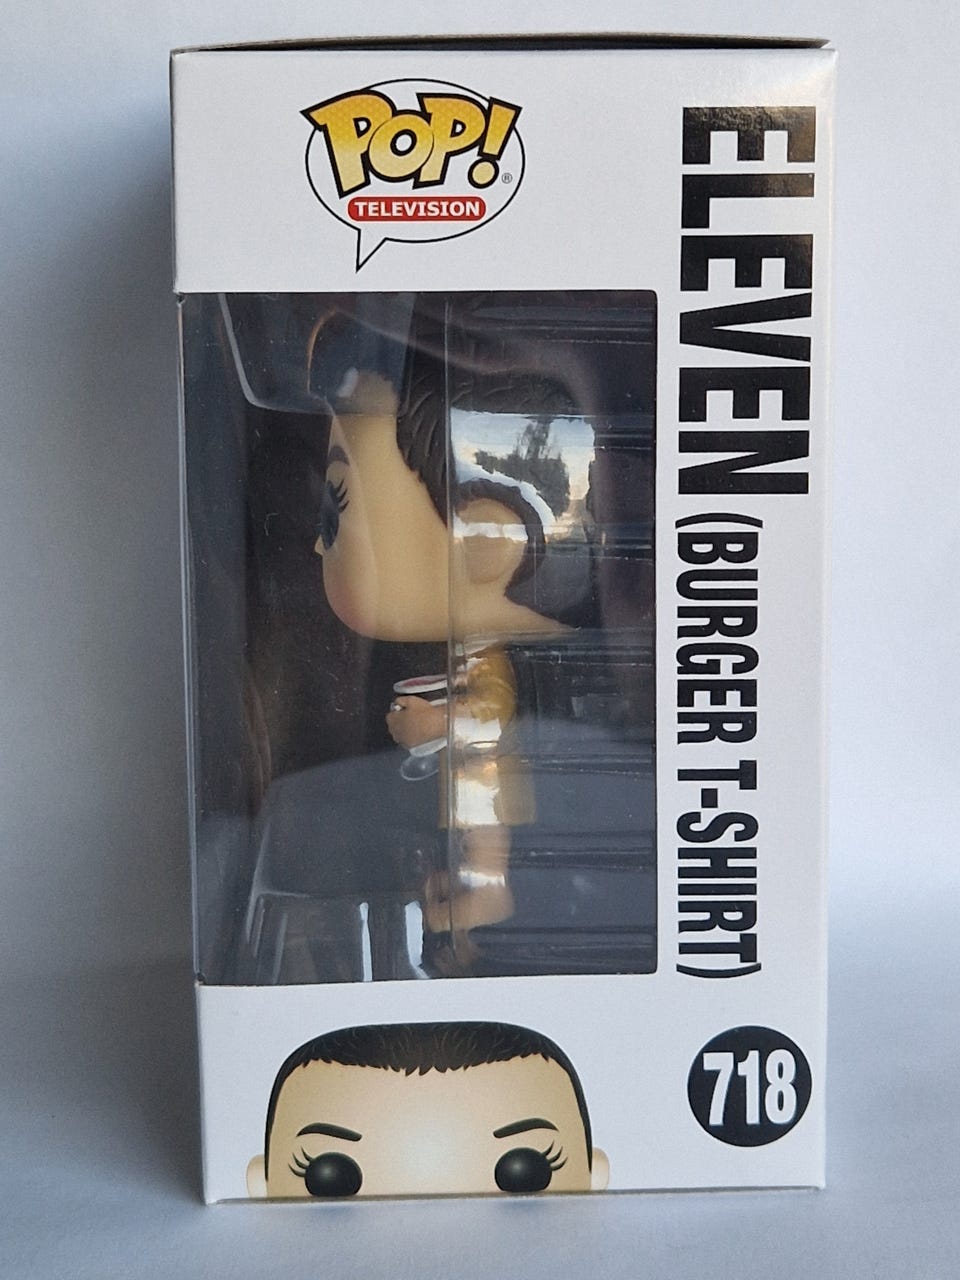 POP! ®
TELEVISION
ELEVEN (BURGER T-SHIRT)
718